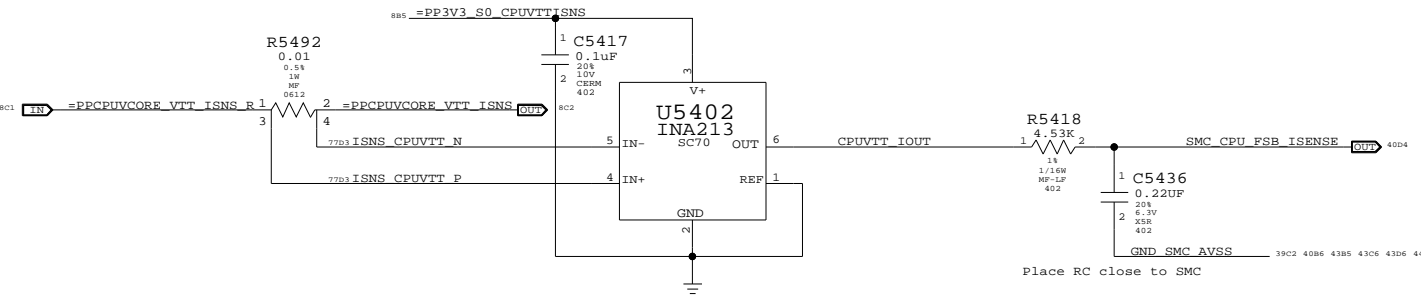 8B5 =PP3V3_S0_CPUVTTISNS
R5492
0.01
0.5%
1W
MF
0612
1
C5417
0.1uF
20%
10V
CERM
402
2
3
V+
8C1 IN =PPCPUVCORE_VTT_ISNS_R 1
2 =PPCPUVCORE_VTT_ISNS OUT 8C2
3
4
U5402
INA213
SC70
77D3 ISNS_CPUVTT_N 5 IN-
OUT 6 CPUVTT_IOUT
R5418
4.53K
1 2
1%
1/16W
MF-LF
402
SMC_CPU_FSB_ISENSE OUT 40D4
77D3 ISNS_CPUVTT_P 4 IN+
REF 1
1
C5436
0.22UF
20%
6.3V
X5R
402
2
GND
2
GND_SMC_AVSS 39C2 40B6 43B5 43C6 43D6
Place RC close to SMC